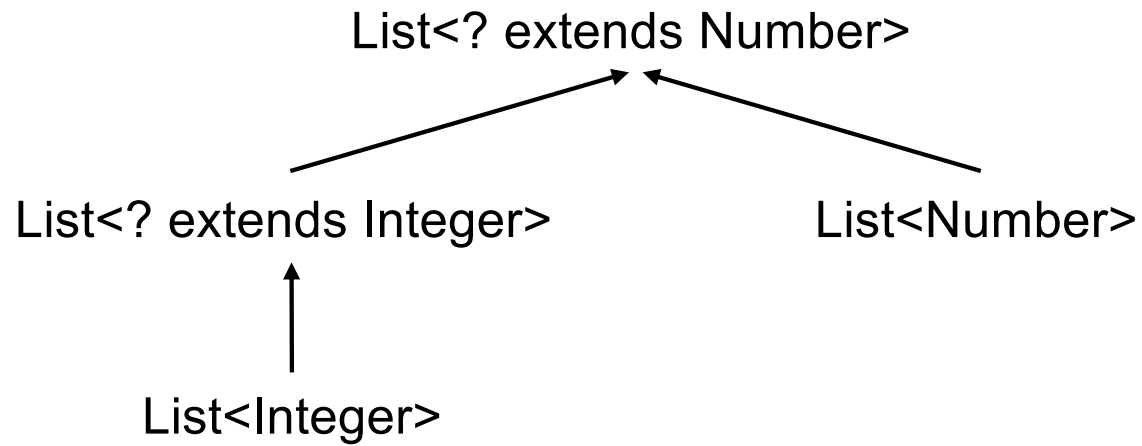 List<? extends Number>
List<? extends Integer>
List<Number>
List<Integer>